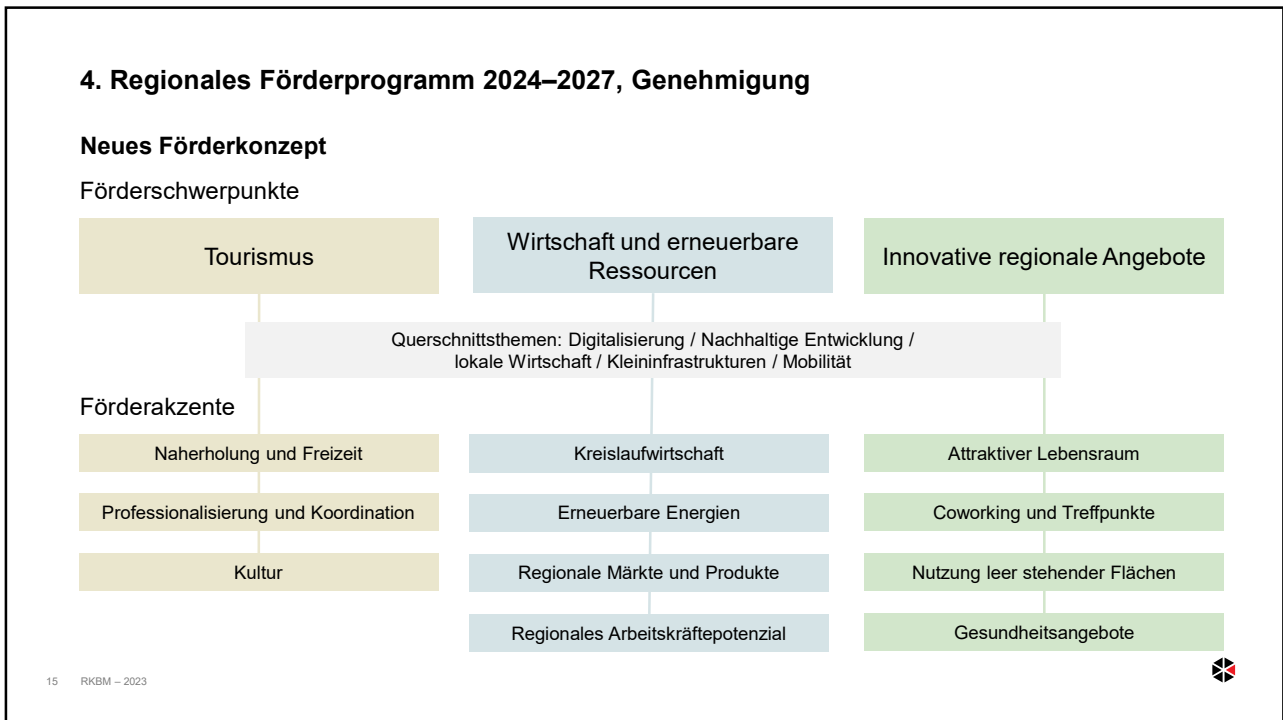 4. Regionales Förderprogramm 2024–2027, Genehmigung
Neues Förderkonzept
Förderschwerpunkte
Tourismus
Wirtschaft und erneuerbare
Ressourcen
Innovative regionale Angebote
Querschnittsthemen: Digitalisierung / Nachhaltige Entwicklung /
lokale Wirtschaft / Kleininfrastrukturen / Mobilität
Förderakzente
Naherholung und Freizeit
Professionalisierung und Koordination
Kultur
Kreislaufwirtschaft
Erneuerbare Energien
Regionale Märkte und Produkte
Regionales Arbeitskräftepotenzial
Attraktiver Lebensraum
Coworking und Treffpunkte
Nutzung leer stehender Flächen
Gesundheitsangebote
15 RKBM – 2023